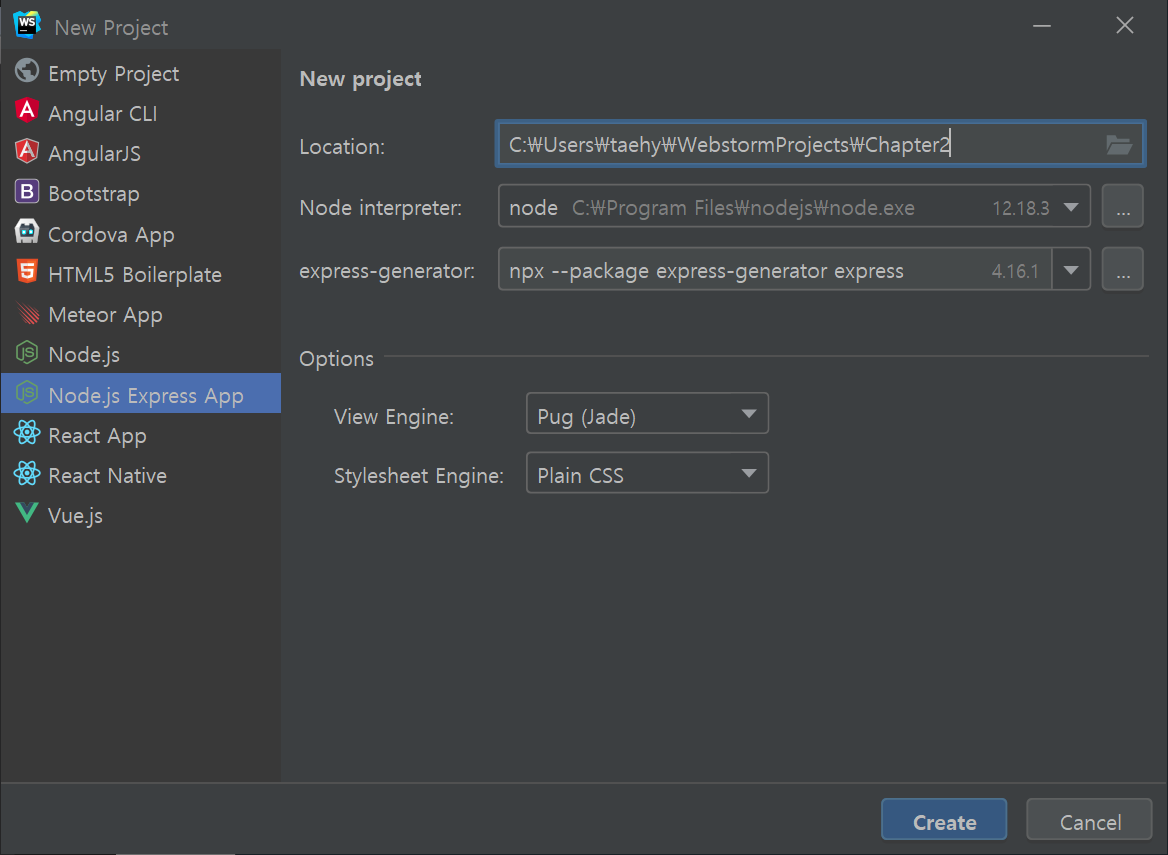 WS New Project
Empty Project
Angular CLI
AngularJS
Bootstrap
Cordova App
HTML5 Boilerplate
Meteor App
Node.js
Node.js Express App
React App
React Native
Vue.js
New project
Location: C:₩Users₩taehy₩WebstormProjects₩Chapter2
Node interpreter: node C:₩Program Files₩nodejs₩node.exe 12.18.3 ...
express-generator: npx --package express-generator express 4.16.1 ...
Options
View Engine: Pug (Jade)
Stylesheet Engine: Plain CSS
Create Cancel